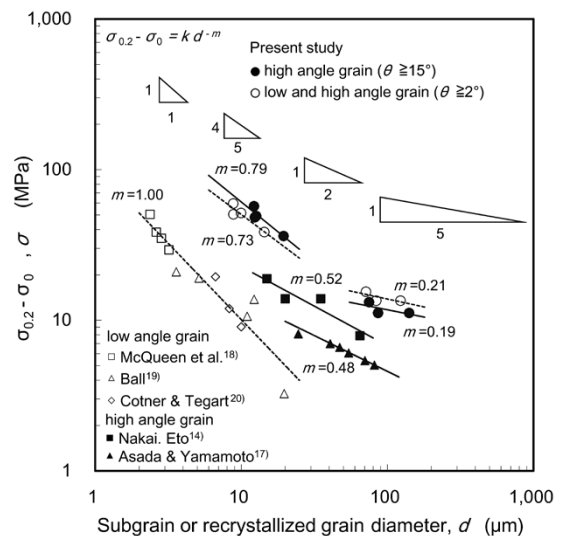 1,000
σ0.2 - σ0 = k d -m
Present study
high angle grain ( θ ≧15°)
low and high angle grain ( θ ≧2°)
1
1
4
5
1
2
1
5
100
m = 0.79
m = 1.00
m = 0.73
m = 0.52
m = 0.21
m = 0.19
m = 0.48
10
low angle grain
McQueen et al.18)
Ball19)
Cotner & Tegart20)
high angle grain
Nakai. Eto14)
Asada & Yamamoto17)
1
1
10
100
1,000
σ0.2 - σ0 , σ (MPa)
Subgrain or recrystallized grain diameter, d (μm)